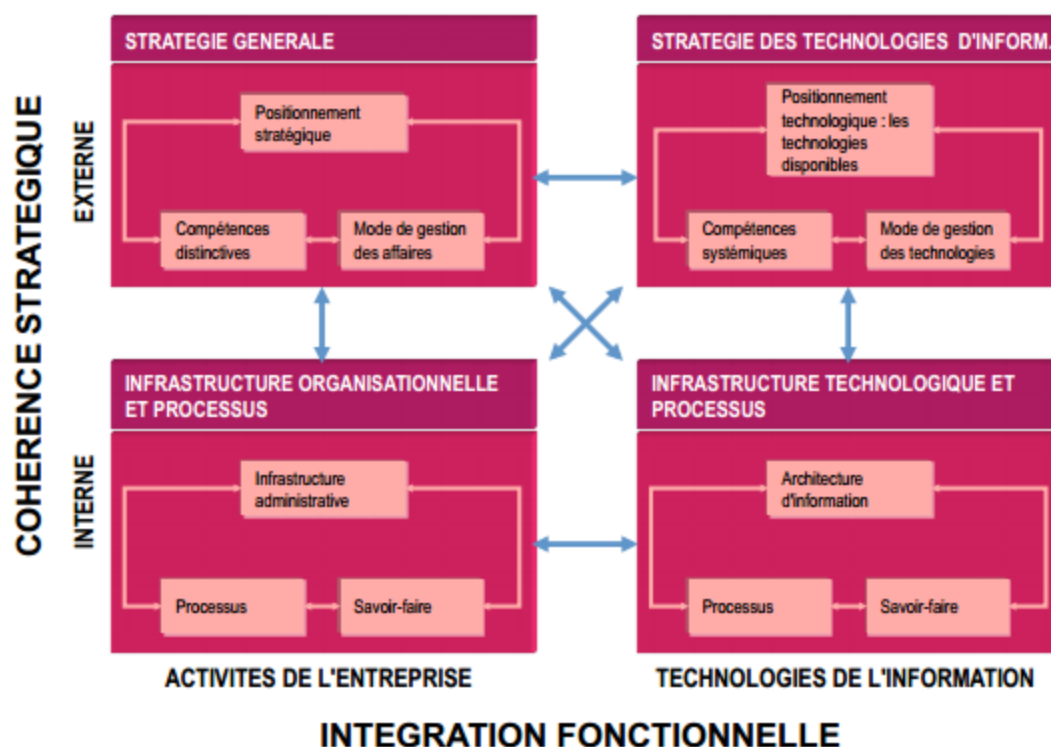 STRATEGIE GENERALE
STRATEGIE DES TECHNOLOGIES D'INFORM.
COHERENCE STRATEGIQUE
EXTERNE
Positionnement
stratégique
Compétences
distinctives
Mode de gestion
des affaires
Positionnement
technologique : les
technologies
disponibles
Compétences
systémiques
Mode de gestion
des technologies
INFRASTRUCTURE ORGANISATIONNELLE
ET PROCESSUS
INFRASTRUCTURE TECHNOLOGIQUE ET
PROCESSUS
INTERNE
Infrastructure
administrative
Processus
Savoir-faire
Architecture
d'information
Processus
Savoir-faire
ACTIVITES DE L'ENTREPRISE
TECHNOLOGIES DE L'INFORMATION
INTEGRATION FONCTIONNELLE